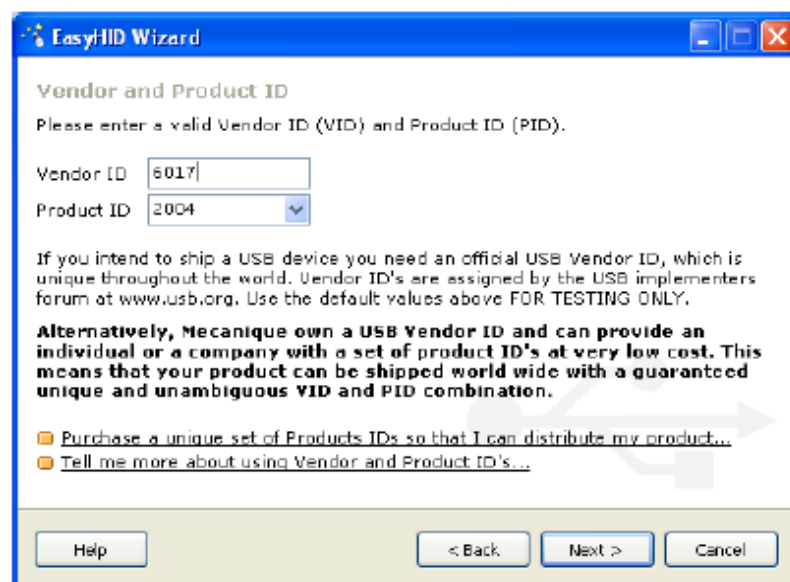 EasyHID Wizard
Vendor and Product ID
Please enter a valid Vendor ID (VID) and Product ID (PID).
Vendor ID 6017
Product ID 2004
If you intend to ship a USB device you need an official USB Vendor ID, which is
unique throughout the world. Vendor ID's are assigned by the USB implementers
forum at www.usb.org. Use the default values above FOR TESTING ONLY.
Alternatively, Mecanique own a USB Vendor ID and can provide an
individual or a company with a set of product ID's at very low cost. This
means that your product can be shipped world wide with a guaranteed
unique and unambiguous VID and PID combination.
Purchase a unique set of Products IDs so that I can distribute my product...
Tell me more about using Vendor and Product ID's...
Help < Back Next > Cancel